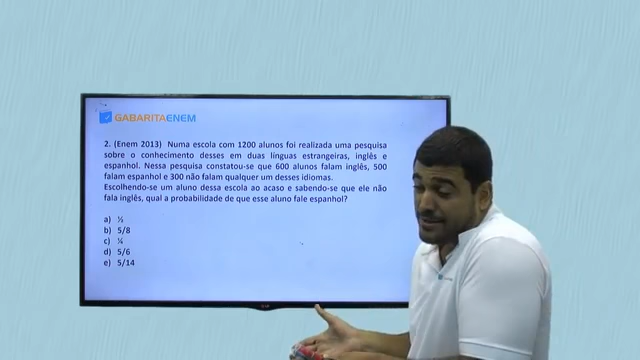 GABARITAENEM
2. (Enem 2013) Numa escola com 1200 alunos foi realizada uma pesquisa
sobre o conhecimento desses em duas línguas estrangeiras, inglês e
espanhol. Nessa pesquisa constatou-se que 600 alunos falam inglês, 500
falam espanhol e 300 não falam qualquer um desses idiomas.
Escolhendo-se um aluno dessa escola ao acaso e sabendo-se que ele não
fala inglês, qual a probabilidade de que esse aluno fale espanhol?
a) ½
b) 5/8
c) ¼
d) 5/6
e) 5/14